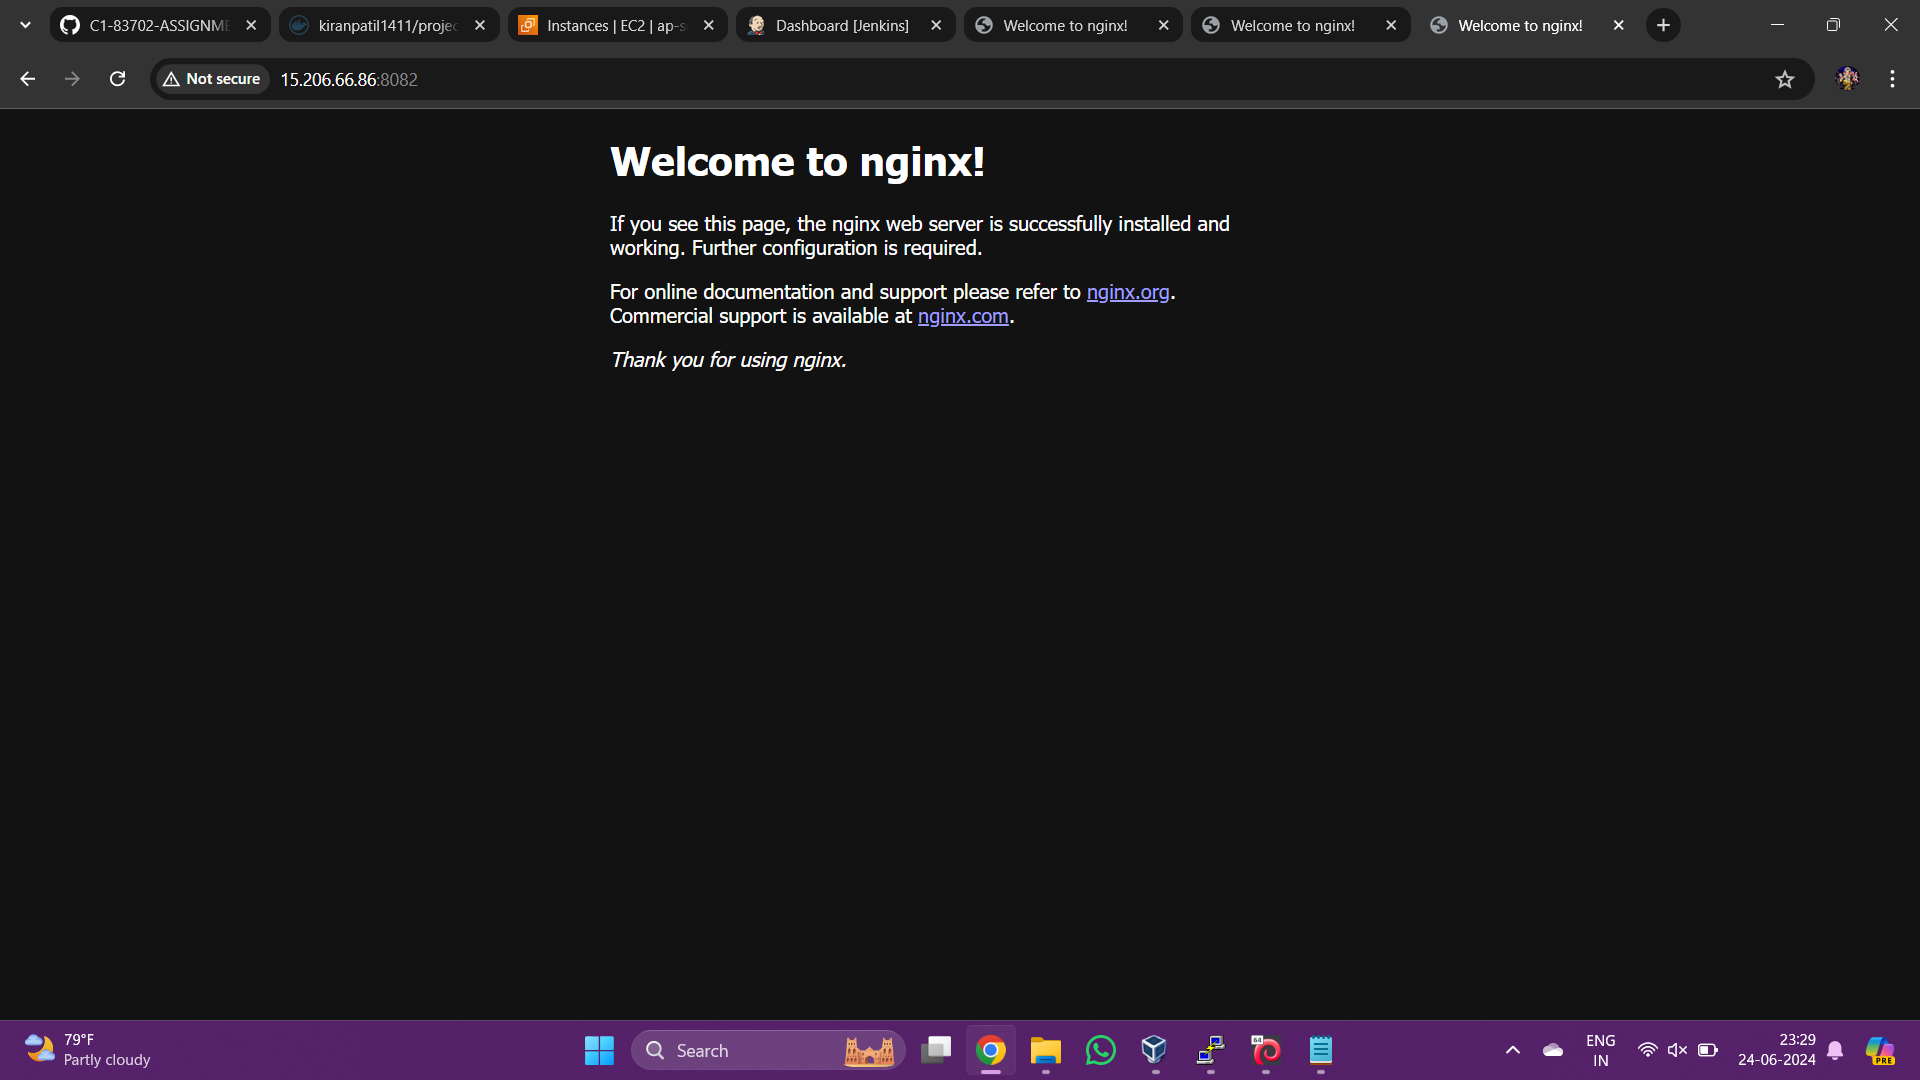 C1-83702-ASSIGNME
kiranpatil1411/projec
Instances | EC2 | ap-s
Dashboard [Jenkins]
Welcome to nginx!
Welcome to nginx!
Welcome to nginx!
Not secure
15.206.66.86:8082
Welcome to nginx!
If you see this page, the nginx web server is successfully installed and
working. Further configuration is required.
For online documentation and support please refer to nginx.org.
Commercial support is available at nginx.com.
Thank you for using nginx.
79°F
Partly cloudy
Search
64
ENG
IN
23:29
24-06-2024
PRE